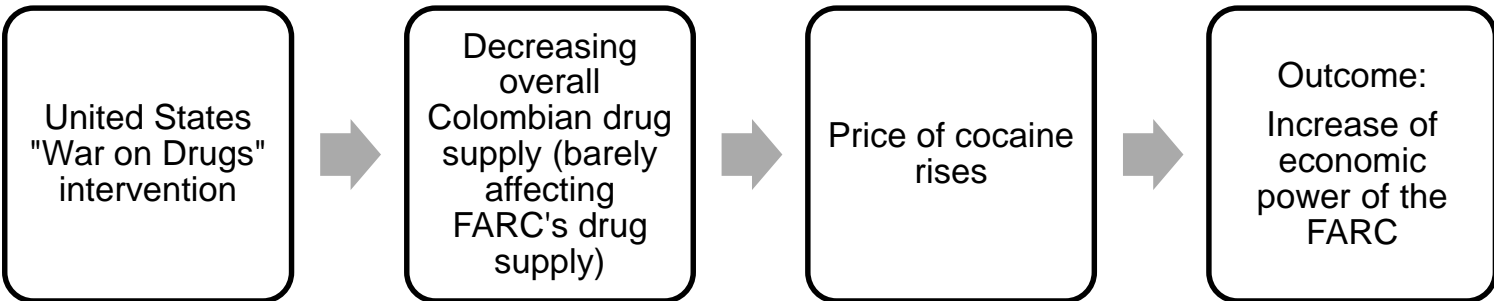 United States
"War on Drugs"
intervention
Decreasing
overall
Colombian drug
supply (barely
affecting
FARC's drug
supply)
Price of cocaine
rises
Outcome:
Increase of
economic
power of the
FARC